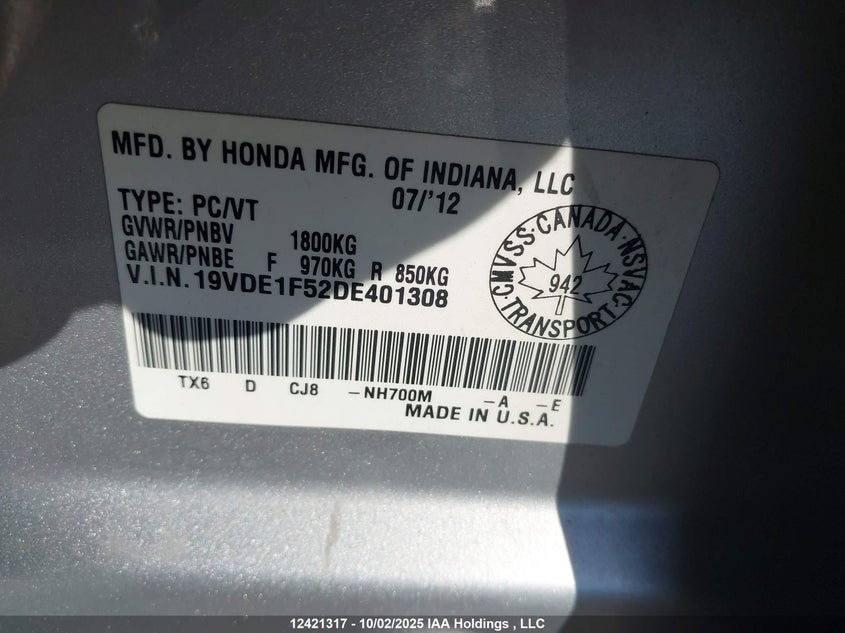 MFD. BY HONDA MFG. OF INDIANA, LLC
07/'12
TYPE: PC/VT
GVWR/PNBV 1800KG
GAWR/PNBE F 970KG R 850KG
V.I.N. 19VDE1F52DE401308
CMVSS·CANADA·NSVAC·TRANSPORT·
942
TX6 D CJ8 –NH700M –A –E
MADE IN U.S.A.
12421317 - 10/02/2025 IAA Holdings , LLC